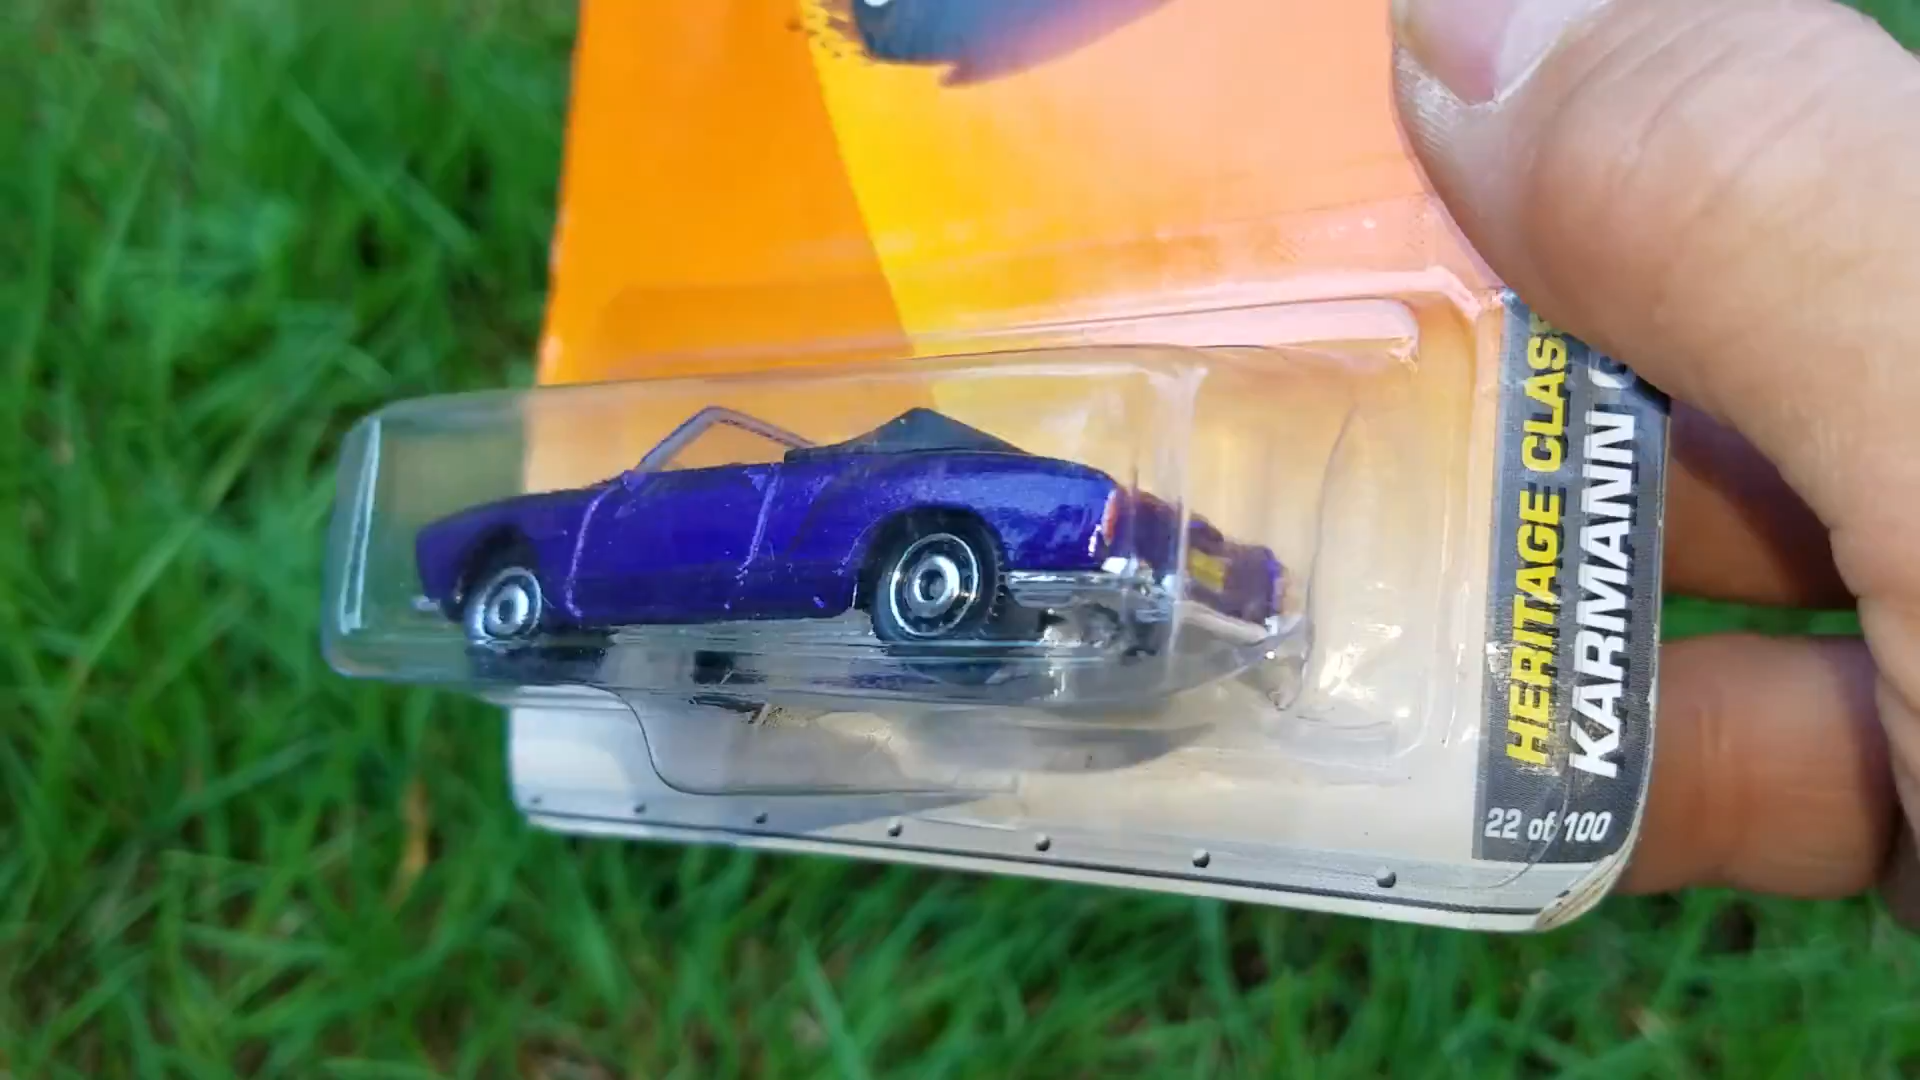 HERITAGE CLAS
KARMANN G
22 of 100